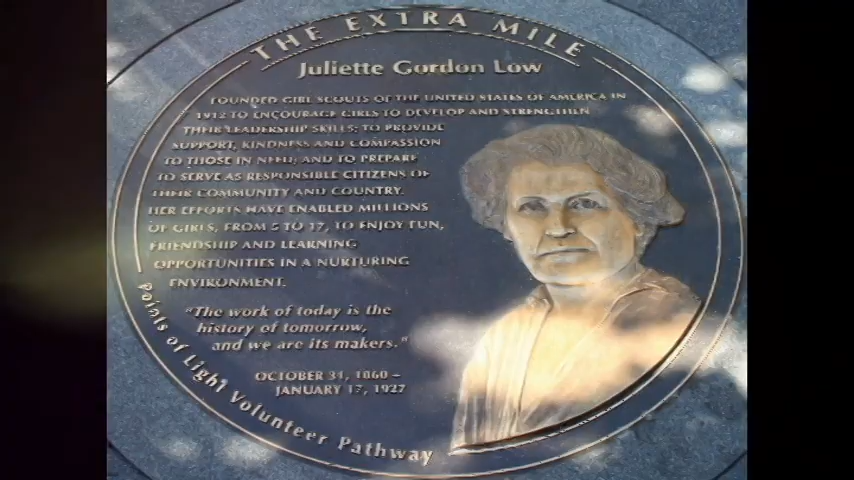 THE EXTRA MILE
Juliette Gordon Low
FOUNDED GIRL SCOUTS OF THE UNITED STATES OF AMERICA IN
1912 TO ENCOURAGE GIRLS TO DEVELOP AND STRENGTHEN
THEIR LEADERSHIP SKILLS; TO PROVIDE
SUPPORT, KINDNESS AND COMPASSION
TO THOSE IN NEED; AND TO PREPARE
TO SERVE AS RESPONSIBLE CITIZENS OF
THEIR COMMUNITY AND COUNTRY.
HER EFFORTS HAVE ENABLED MILLIONS
OF GIRLS, FROM 5 TO 17, TO ENJOY FUN,
FRIENDSHIP AND LEARNING
OPPORTUNITIES IN A NURTURING
ENVIRONMENT.
"The work of today is the
history of tomorrow,
and we are its makers."
OCTOBER 31, 1860 –
JANUARY 17, 1927
Points of Light Volunteer Pathway